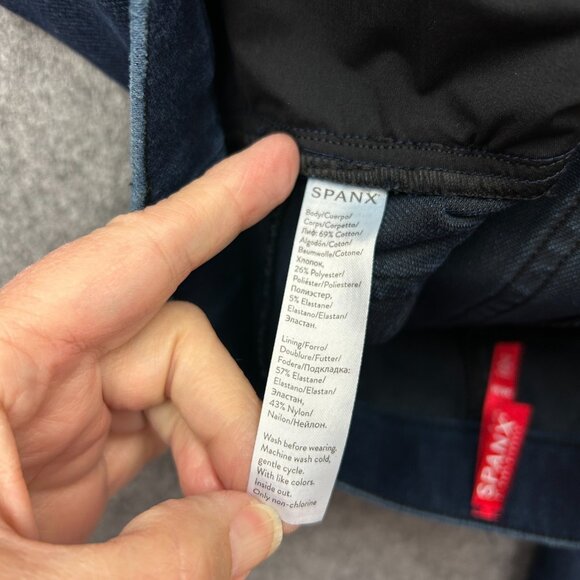 SPANX
Body/Cuerpo/
Corps/Corpetto/
Лиф: 69% Cotton/
Algodón/Coton/
Baumwolle/Cotone/
Хлопок,
26% Polyester/
Poliéster/Poliestere/
Полиэстер,
5% Elastane/
Elastano/Elastan/
Эластан.
Lining/Forro/
Doublure/Futter/
Fodera/Подкладка:
57% Elastane/
Elastano/Elastan/
Эластан,
43% Nylon/
Nailon/Нейлон.
Wash before wearing.
Machine wash cold,
gentle cycle.
With like colors.
Inside out.
Only non-chlorine
SPANX